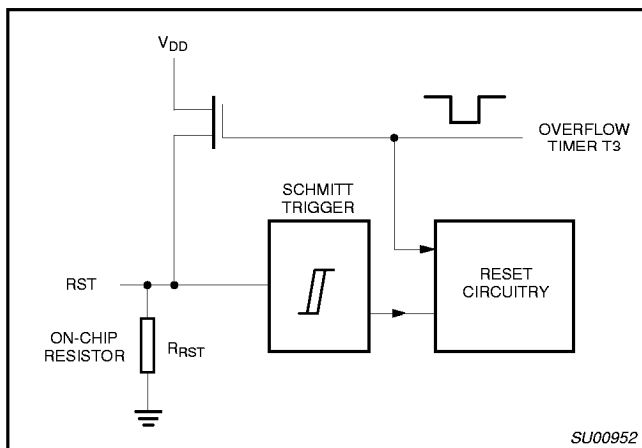 VDD
OVERFLOW
TIMER T3
SCHMITT
TRIGGER
RESET
CIRCUITRY
RST
ON-CHIP
RESISTOR
RRST
SU00952